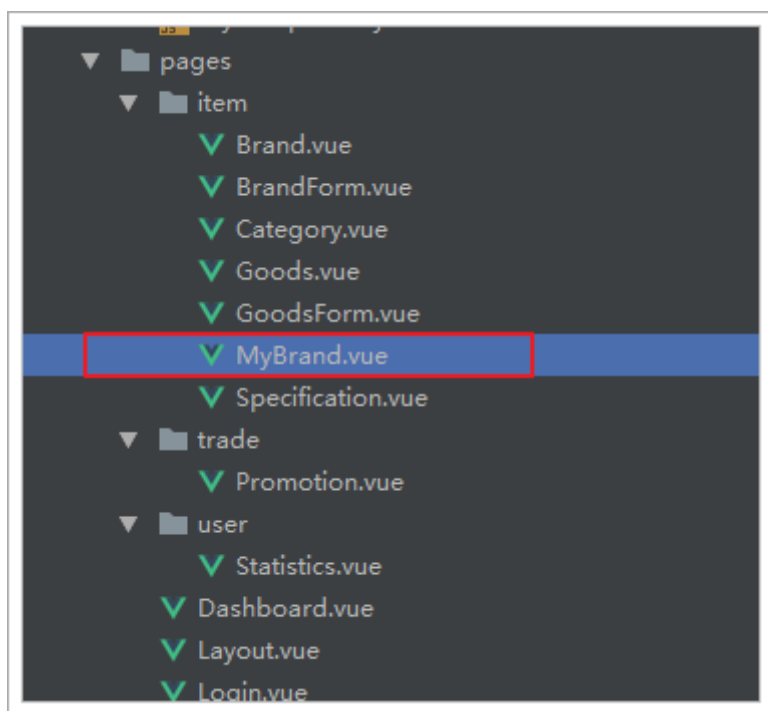 pages
item
Brand.vue
BrandForm.vue
Category.vue
Goods.vue
GoodsForm.vue
MyBrand.vue
Specification.vue
trade
Promotion.vue
user
Statistics.vue
Dashboard.vue
Layout.vue
Login.vue